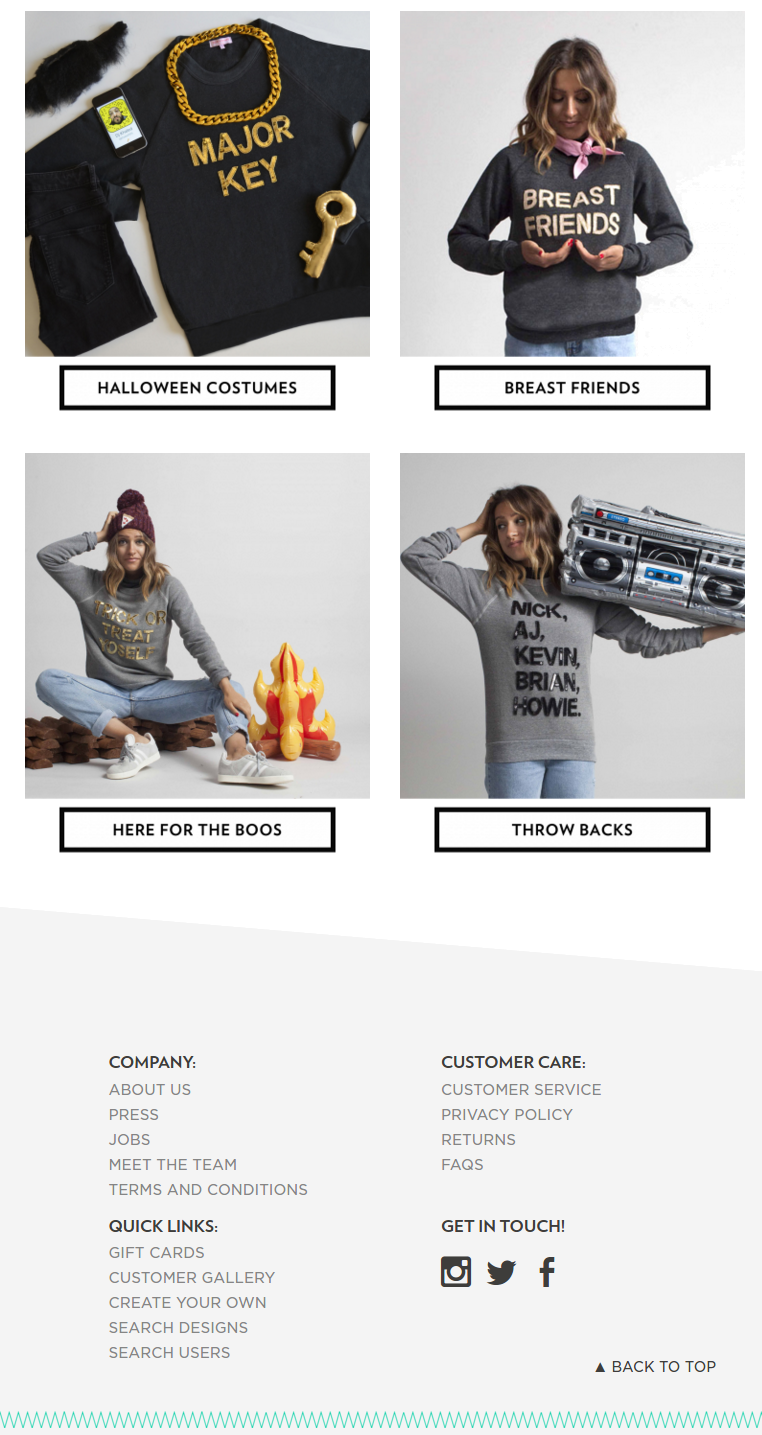 MAJOR
KEY
BREAST
FRIENDS
HALLOWEEN COSTUMES
BREAST FRIENDS
TRICK OR
TREAT
YOSELF
NICK,
AJ,
KEVIN,
BRIAN,
HOWIE.
HERE FOR THE BOOS
THROW BACKS
COMPANY:
ABOUT US
PRESS
JOBS
MEET THE TEAM
TERMS AND CONDITIONS
CUSTOMER CARE:
CUSTOMER SERVICE
PRIVACY POLICY
RETURNS
FAQS
QUICK LINKS:
GIFT CARDS
CUSTOMER GALLERY
CREATE YOUR OWN
SEARCH DESIGNS
SEARCH USERS
GET IN TOUCH!
▲ BACK TO TOP